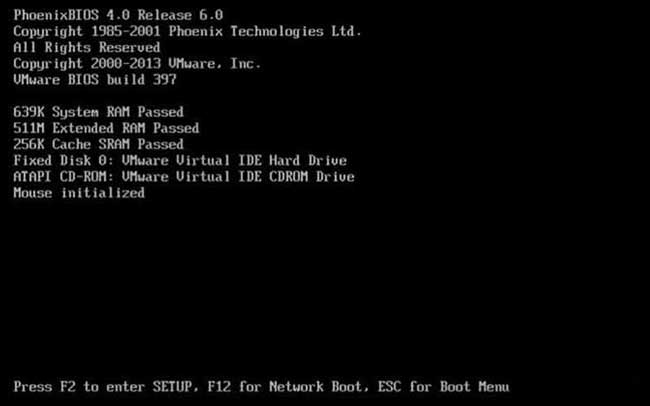 PhoenixBIOS 4.0 Release 6.0
Copyright 1985-2001 Phoenix Technologies Ltd.
All Rights Reserved
Copyright 2000-2013 VMware, Inc.
VMware BIOS build 397
639K System RAM Passed
511M Extended RAM Passed
256K Cache SRAM Passed
Fixed Disk 0: VMware Virtual IDE Hard Drive
ATAPI CD-ROM: VMware Virtual IDE CDROM Drive
Mouse initialized
Press F2 to enter SETUP, F12 for Network Boot, ESC for Boot Menu